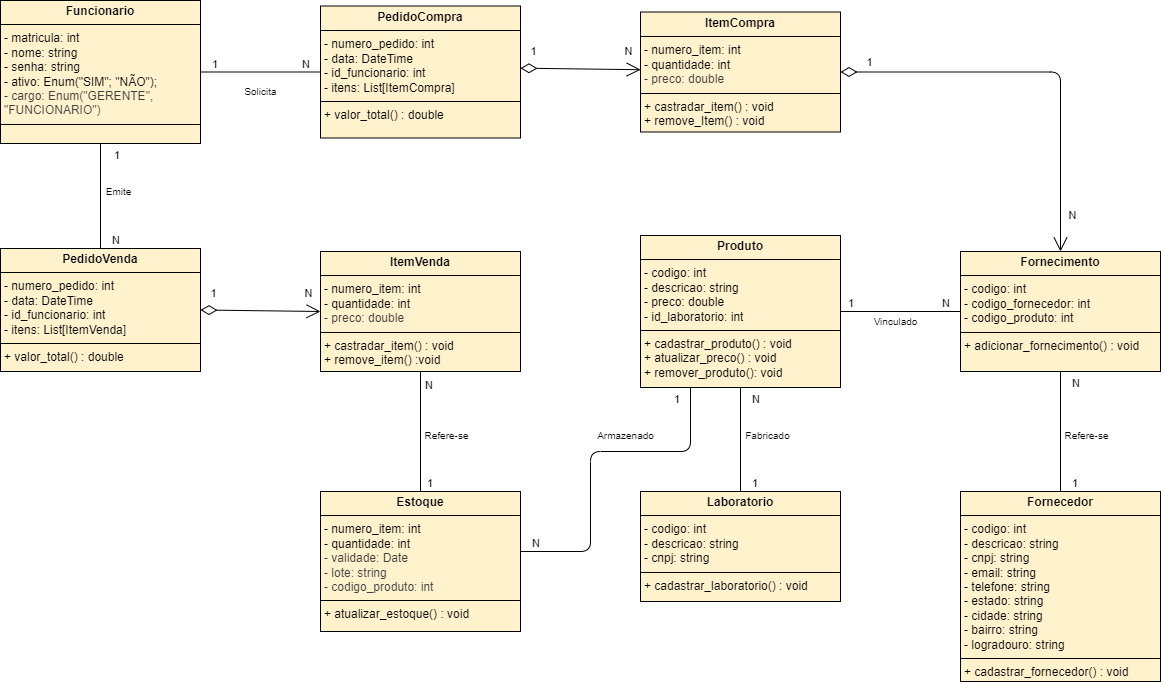 Funcionario
- matricula: int
- nome: string
- senha: string
- ativo: Enum("SIM"; "NÃO");
- cargo: Enum("GERENTE",
"FUNCIONARIO")
1
N
Solicita
PedidoCompra
- numero_pedido: int
- data: DateTime
- id_funcionario: int
- itens: List[ItemCompra]
+ valor_total() : double
1
N
ItemCompra
- numero_item: int
- quantidade: int
- preco: double
+ castradar_item() : void
+ remove_Item() : void
1
N
1
Emite
N
PedidoVenda
- numero_pedido: int
- data: DateTime
- id_funcionario: int
- itens: List[ItemVenda]
+ valor_total() : double
1
N
ItemVenda
- numero_item: int
- quantidade: int
- preco: double
+ castradar_item() : void
+ remove_item() :void
Produto
- codigo: int
- descricao: string
- preco: double
- id_laboratorio: int
+ cadastrar_produto() : void
+ atualizar_preco() : void
+ remover_produto(): void
1
N
Vinculado
Fornecimento
- codigo: int
- codigo_fornecedor: int
- codigo_produto: int
+ adicionar_fornecimento() : void
N
Refere-se
1
1
Armazenado
N
N
Fabricado
1
N
Refere-se
1
Estoque
- numero_item: int
- quantidade: int
- validade: Date
- lote: string
- codigo_produto: int
+ atualizar_estoque() : void
Laboratorio
- codigo: int
- descricao: string
- cnpj: string
+ cadastrar_laboratorio() : void
Fornecedor
- codigo: int
- descricao: string
- cnpj: string
- email: string
- telefone: string
- estado: string
- cidade: string
- bairro: string
- logradouro: string
+ cadastrar_fornecedor() : void